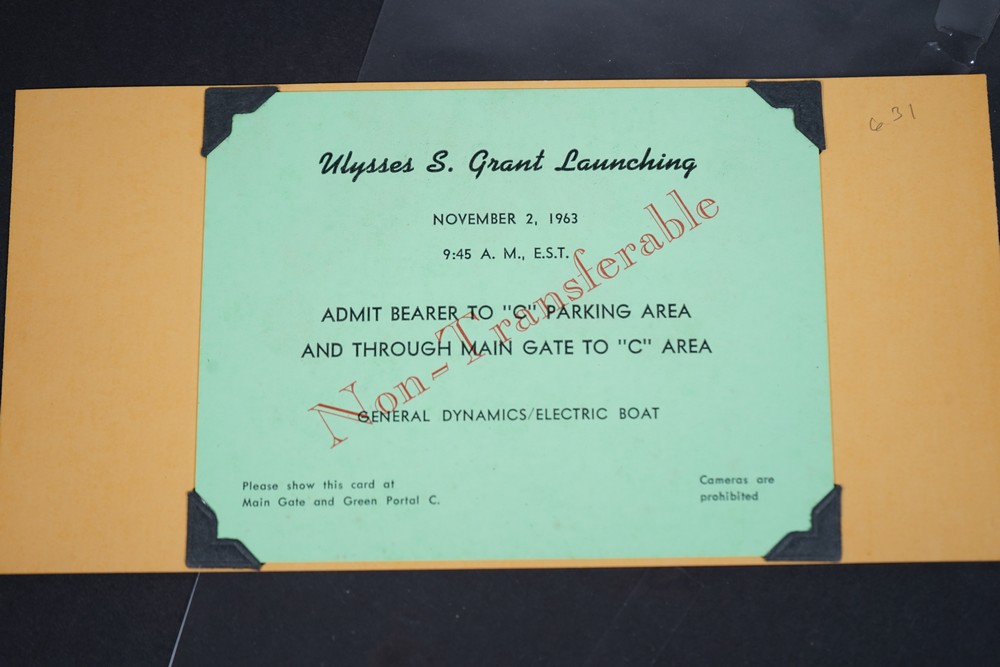 631
Ulysses S. Grant Launching
NOVEMBER 2, 1963
9:45 A. M., E.S.T.
Non-Transferable
ADMIT BEARER TO "C" PARKING AREA
AND THROUGH MAIN GATE TO "C" AREA
GENERAL DYNAMICS/ELECTRIC BOAT
Please show this card at
Main Gate and Green Portal C.
Cameras are
prohibited